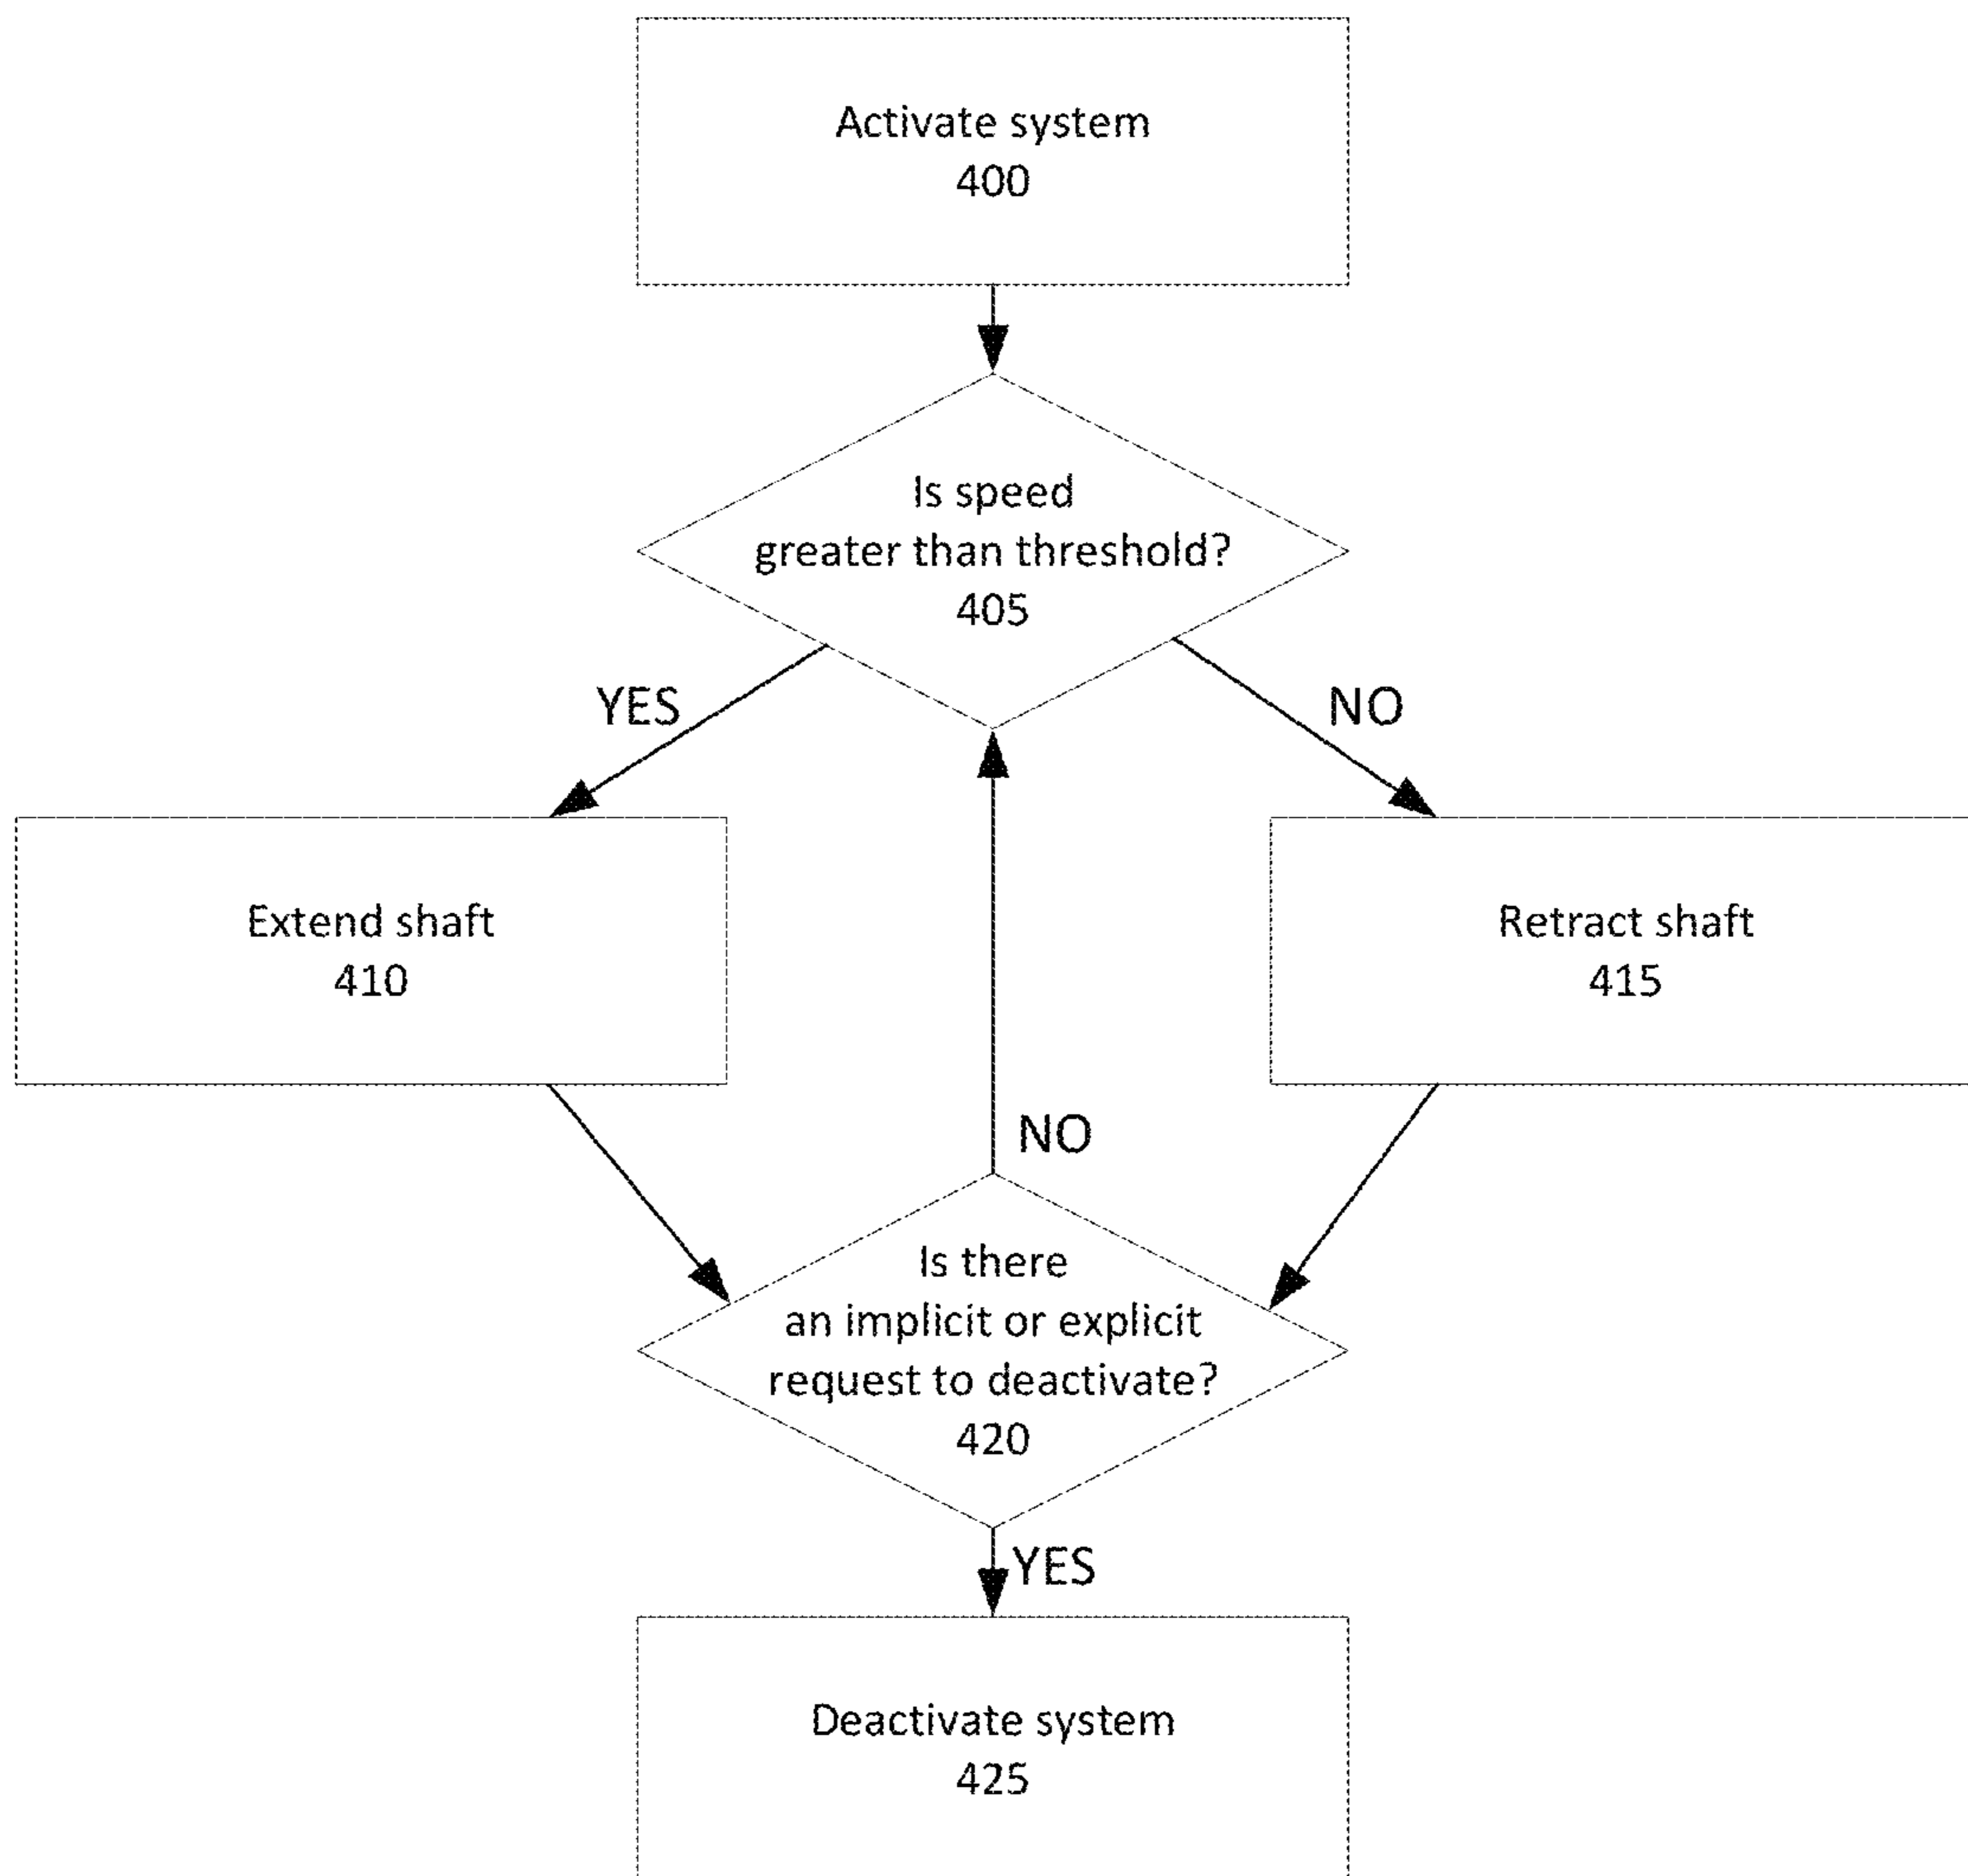 Activate system
400
Is speed
greater than threshold?
405
YES
NO
Extend shaft
410
Retract shaft
415
NO
Is there
an implicit or explicit
request to deactivate?
420
YES
Deactivate system
425